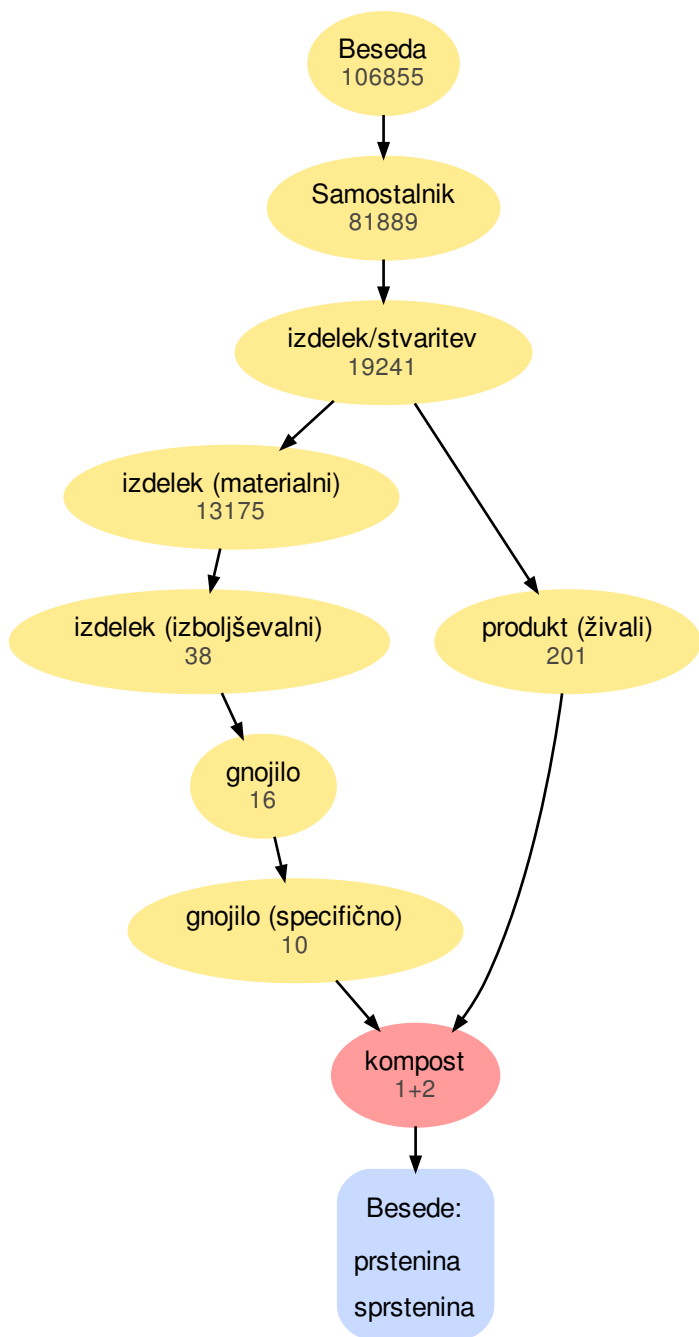 Beseda
106855
Samostalnik
81889
izdelek/stvaritev
19241
izdelek (materialni)
13175
izdelek (izboljševalni)
38
produkt (živali)
201
gnojilo
16
gnojilo (specifično)
10
kompost
1+2
Besede:
prstenina
sprstenina